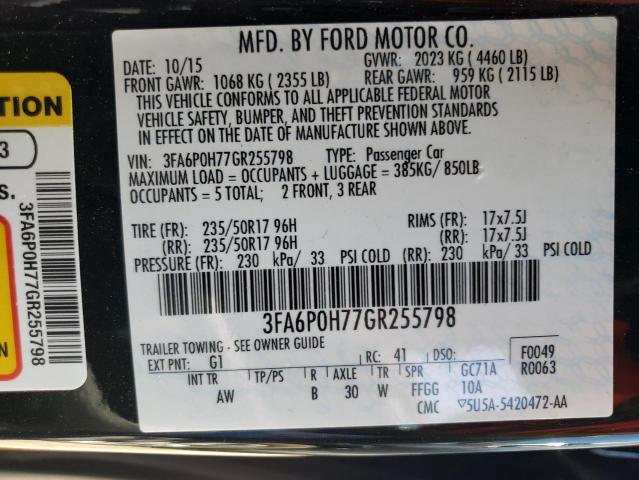 MFD. BY FORD MOTOR CO.
DATE: 10/15 GVWR: 2023 KG ( 4460 LB)
FRONT GAWR: 1068 KG ( 2355 LB) REAR GAWR: 959 KG ( 2115 LB)
THIS VEHICLE CONFORMS TO ALL APPLICABLE FEDERAL MOTOR
VEHICLE SAFETY, BUMPER, AND THEFT PREVENTION STANDARDS
IN EFFECT ON THE DATE OF MANUFACTURE SHOWN ABOVE.
VIN: 3FA6P0H77GR255798 TYPE: Passenger Car
MAXIMUM LOAD = OCCUPANTS + LUGGAGE = 385KG/ 850LB
OCCUPANTS = 5 TOTAL; 2 FRONT, 3 REAR
TIRE (FR): 235/50R17 96H RIMS (FR): 17x7.5J
(RR): 235/50R17 96H (RR): 17x7.5J
PRESSURE (FR): 230 kPa/ 33 PSI COLD (RR): 230 kPa/33 PSI COLD
3FA6P0H77GR255798
TRAILER TOWING - SEE OWNER GUIDE
EXT PNT: G1 RC: 41 DSO: F0049
INT TR TP/PS R AXLE TR SPR GC71A R0063
AW B 30 W FFGG 10A
CMC 5U5A-5420472-AA
TION
3
s.
3FA6P0H77GR255798
N